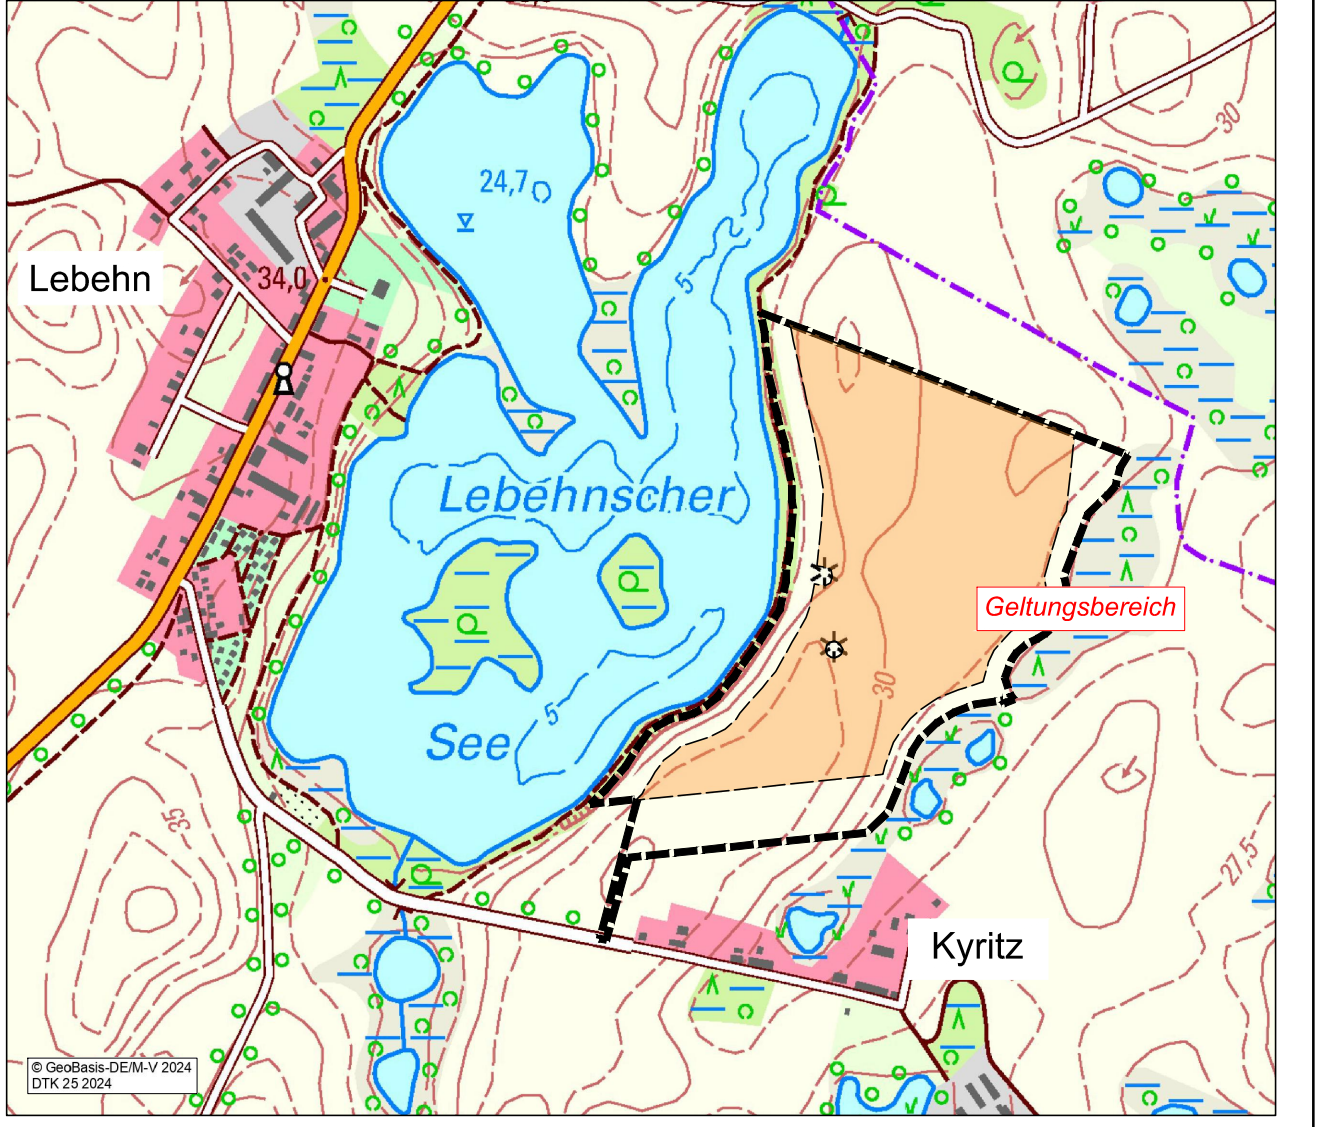 30
24,7
Lebehn
34,0
5
Lebehnscher
Geltungsbereich
30
5
See
35
27,5
Kyritz
© GeoBasis-DE/M-V 2024
DTK 25 2024